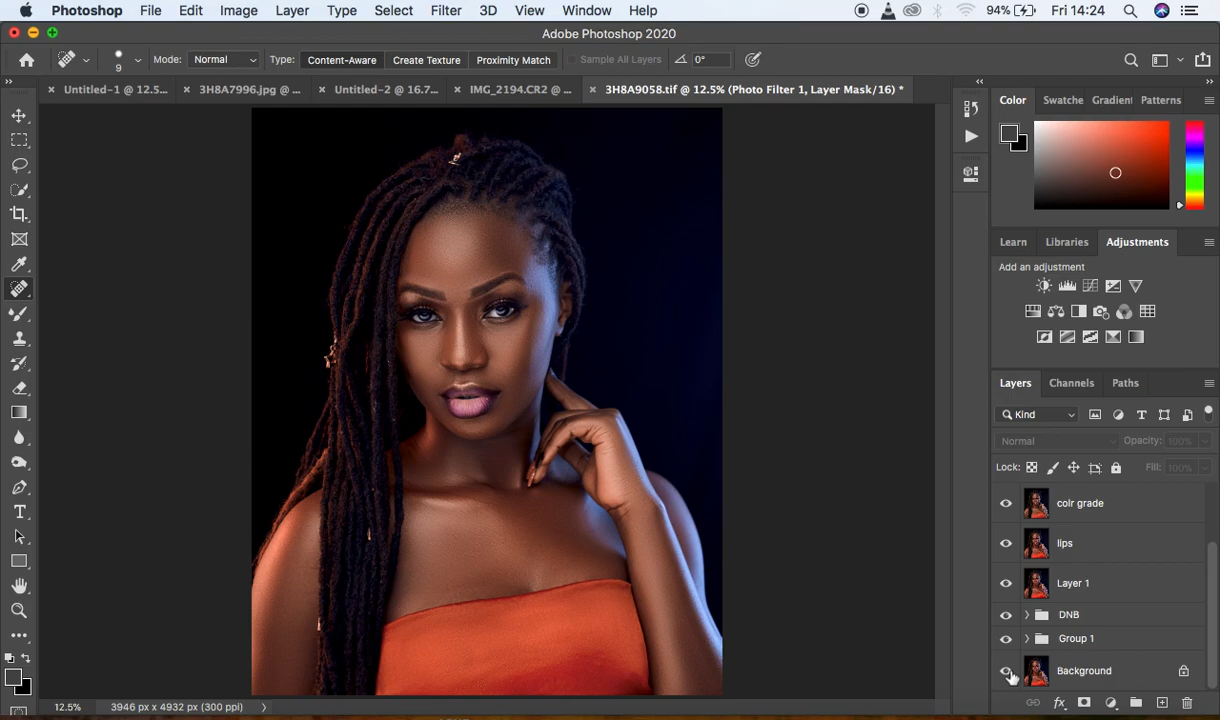 Photoshop File Edit Image Layer Type Select Filter 3D View Window Help 94% Fri 14:24
Adobe Photoshop 2020
9 Mode: Normal Type: Content-Aware Create Texture Proximity Match Sample All Layers 0°
Untitled-1 @ 12.5... 3H8A7996.jpg @ ... Untitled-2 @ 16.7... IMG_2194.CR2 @ ... 3H8A9058.tif @ 12.5% (Photo Filter 1, Layer Mask/16) *
Color Swatche Gradient Patterns
Learn Libraries Adjustments
Add an adjustment
Layers Channels Paths
Kind
Normal Opacity: 100%
Lock: Fill: 100%
colr grade
lips
Layer 1
DNB
Group 1
Background
12.5% 3946 px x 4932 px (300 ppi)